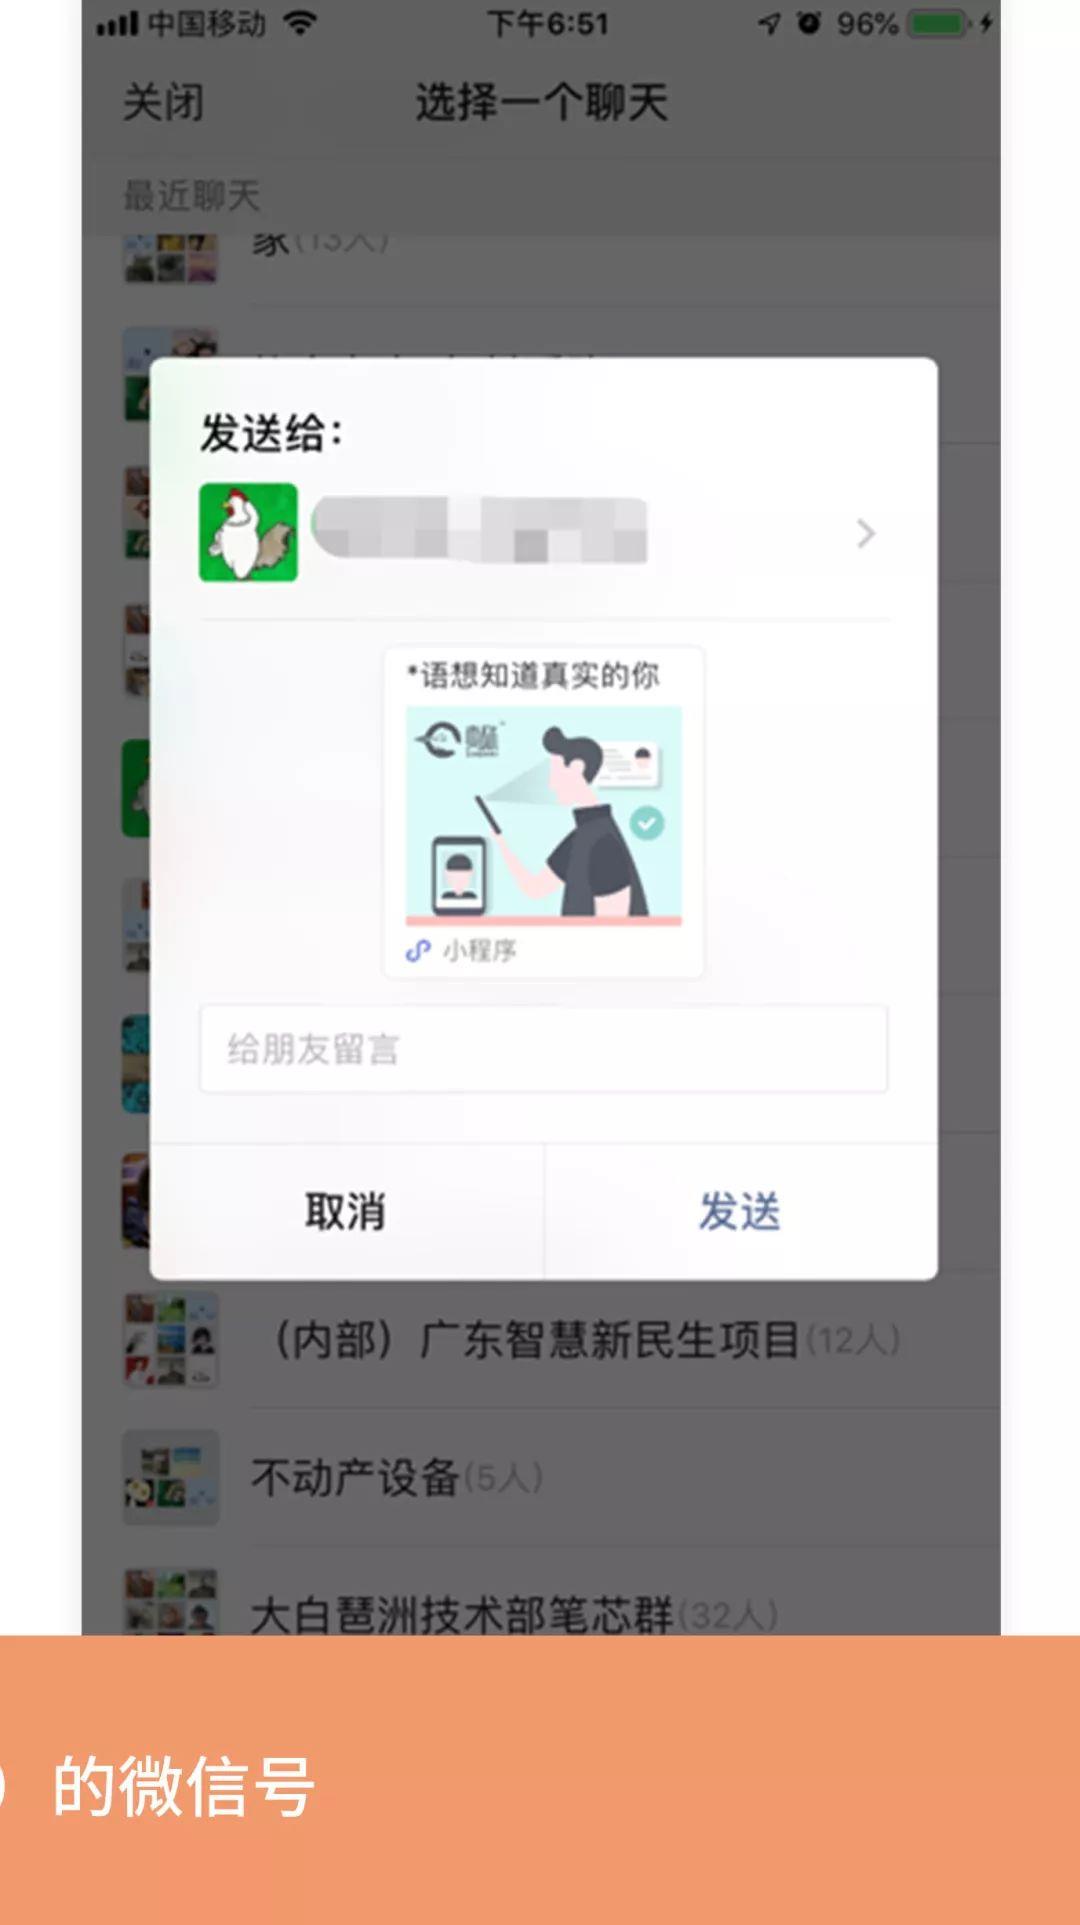 中国移动 下午6:51 96%
关闭 选择一个聊天
最近聊天
家(13人)
发送给：
*语想知道真实的你
小程序
给朋友留言
取消 发送
（内部）广东智慧新民生项目(12人)
不动产设备(5人)
大白琶洲技术部笔芯群(32人)
）的微信号